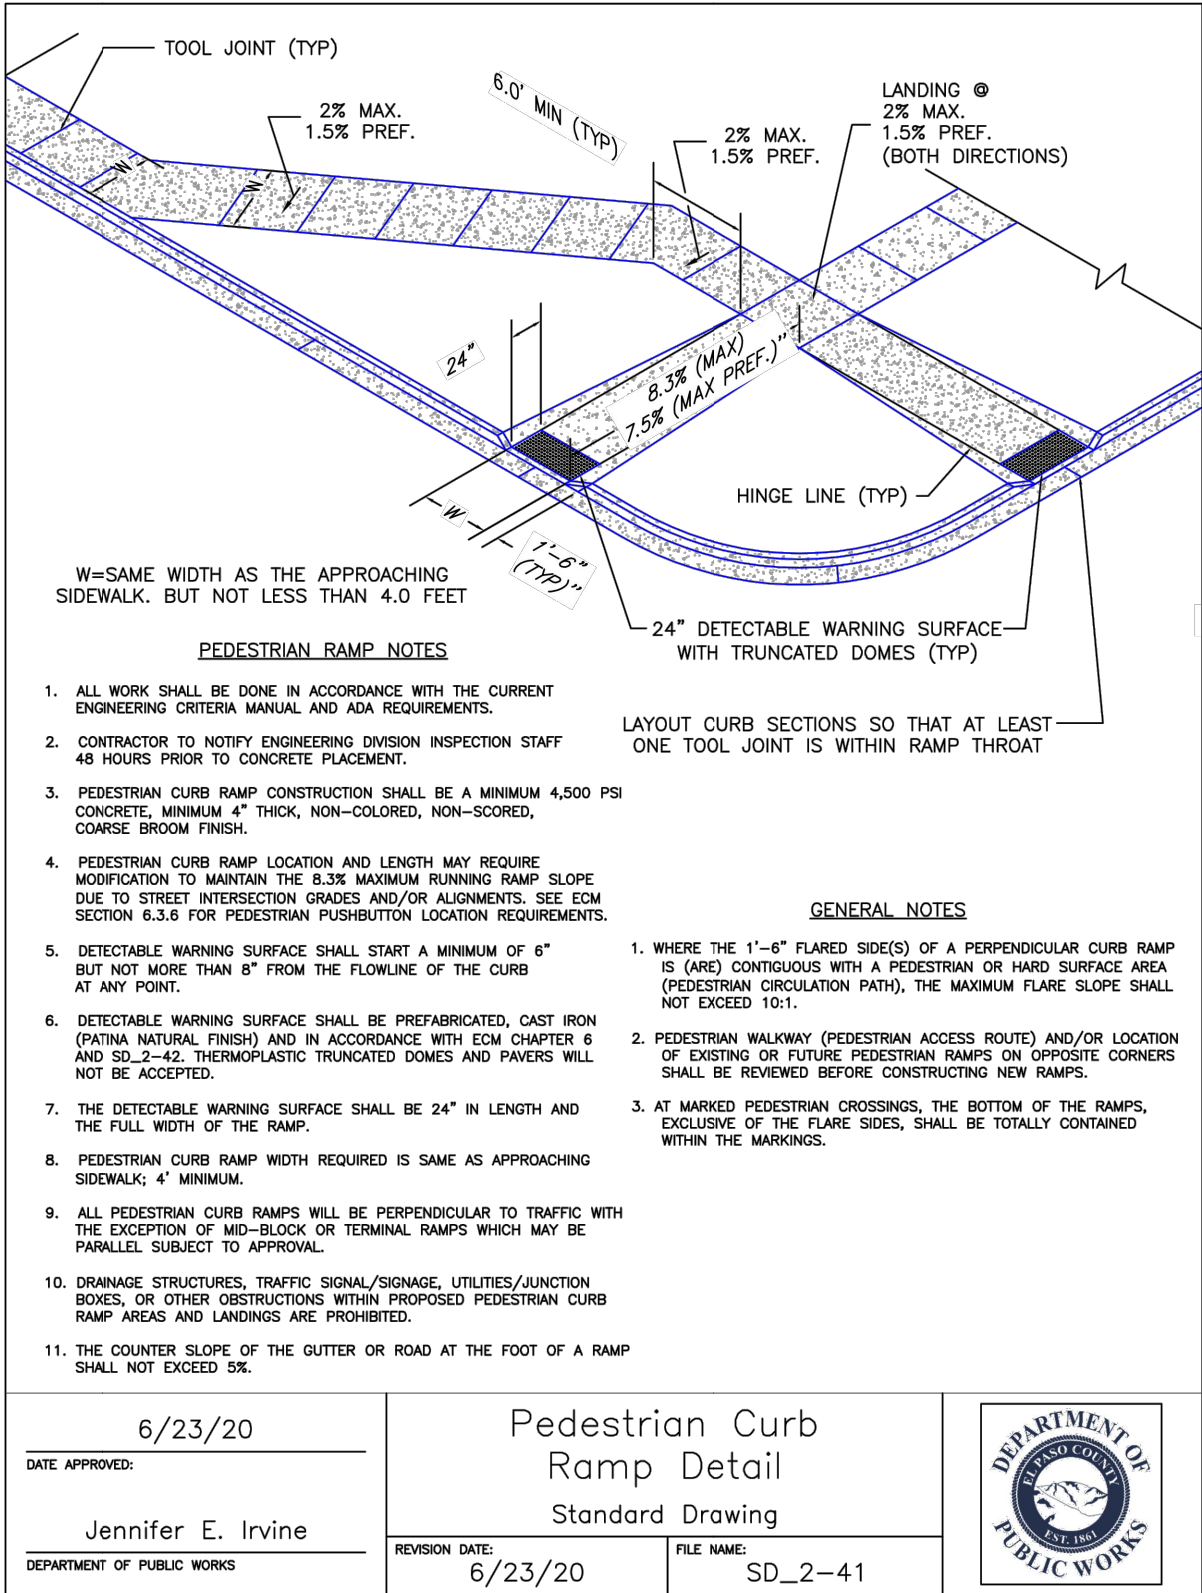 TOOL JOINT (TYP)
2% MAX.
1.5% PREF.
6.0' MIN (TYP)
2% MAX.
1.5% PREF.
LANDING @
2% MAX.
1.5% PREF.
(BOTH DIRECTIONS)
W
W
24"
8.3% (MAX)
7.5% (MAX PREF.)"
HINGE LINE (TYP)
W
1'-6"
(TYP)"
W=SAME WIDTH AS THE APPROACHING
SIDEWALK. BUT NOT LESS THAN 4.0 FEET
24" DETECTABLE WARNING SURFACE
WITH TRUNCATED DOMES (TYP)
LAYOUT CURB SECTIONS SO THAT AT LEAST
ONE TOOL JOINT IS WITHIN RAMP THROAT
PEDESTRIAN RAMP NOTES
1. ALL WORK SHALL BE DONE IN ACCORDANCE WITH THE CURRENT
ENGINEERING CRITERIA MANUAL AND ADA REQUIREMENTS.
2. CONTRACTOR TO NOTIFY ENGINEERING DIVISION INSPECTION STAFF
48 HOURS PRIOR TO CONCRETE PLACEMENT.
3. PEDESTRIAN CURB RAMP CONSTRUCTION SHALL BE A MINIMUM 4,500 PSI
CONCRETE, MINIMUM 4" THICK, NON-COLORED, NON-SCORED,
COARSE BROOM FINISH.
4. PEDESTRIAN CURB RAMP LOCATION AND LENGTH MAY REQUIRE
MODIFICATION TO MAINTAIN THE 8.3% MAXIMUM RUNNING RAMP SLOPE
DUE TO STREET INTERSECTION GRADES AND/OR ALIGNMENTS. SEE ECM
SECTION 6.3.6 FOR PEDESTRIAN PUSHBUTTON LOCATION REQUIREMENTS.
5. DETECTABLE WARNING SURFACE SHALL START A MINIMUM OF 6"
BUT NOT MORE THAN 8" FROM THE FLOWLINE OF THE CURB
AT ANY POINT.
6. DETECTABLE WARNING SURFACE SHALL BE PREFABRICATED, CAST IRON
(PATINA NATURAL FINISH) AND IN ACCORDANCE WITH ECM CHAPTER 6
AND SD_2-42. THERMOPLASTIC TRUNCATED DOMES AND PAVERS WILL
NOT BE ACCEPTED.
7. THE DETECTABLE WARNING SURFACE SHALL BE 24" IN LENGTH AND
THE FULL WIDTH OF THE RAMP.
8. PEDESTRIAN CURB RAMP WIDTH REQUIRED IS SAME AS APPROACHING
SIDEWALK; 4' MINIMUM.
9. ALL PEDESTRIAN CURB RAMPS WILL BE PERPENDICULAR TO TRAFFIC WITH
THE EXCEPTION OF MID-BLOCK OR TERMINAL RAMPS WHICH MAY BE
PARALLEL SUBJECT TO APPROVAL.
10. DRAINAGE STRUCTURES, TRAFFIC SIGNAL/SIGNAGE, UTILITIES/JUNCTION
BOXES, OR OTHER OBSTRUCTIONS WITHIN PROPOSED PEDESTRIAN CURB
RAMP AREAS AND LANDINGS ARE PROHIBITED.
11. THE COUNTER SLOPE OF THE GUTTER OR ROAD AT THE FOOT OF A RAMP
SHALL NOT EXCEED 5%.
GENERAL NOTES
1. WHERE THE 1'-6" FLARED SIDE(S) OF A PERPENDICULAR CURB RAMP
IS (ARE) CONTIGUOUS WITH A PEDESTRIAN OR HARD SURFACE AREA
(PEDESTRIAN CIRCULATION PATH), THE MAXIMUM FLARE SLOPE SHALL
NOT EXCEED 10:1.
2. PEDESTRIAN WALKWAY (PEDESTRIAN ACCESS ROUTE) AND/OR LOCATION
OF EXISTING OR FUTURE PEDESTRIAN RAMPS ON OPPOSITE CORNERS
SHALL BE REVIEWED BEFORE CONSTRUCTING NEW RAMPS.
3. AT MARKED PEDESTRIAN CROSSINGS, THE BOTTOM OF THE RAMPS,
EXCLUSIVE OF THE FLARE SIDES, SHALL BE TOTALLY CONTAINED
WITHIN THE MARKINGS.
6/23/20
DATE APPROVED:
Jennifer E. Irvine
DEPARTMENT OF PUBLIC WORKS
Pedestrian Curb
Ramp Detail
Standard Drawing
REVISION DATE:
6/23/20
FILE NAME:
SD_2-41
DEPARTMENT OF
EL PASO COUNTY
EST. 1861
PUBLIC WORKS